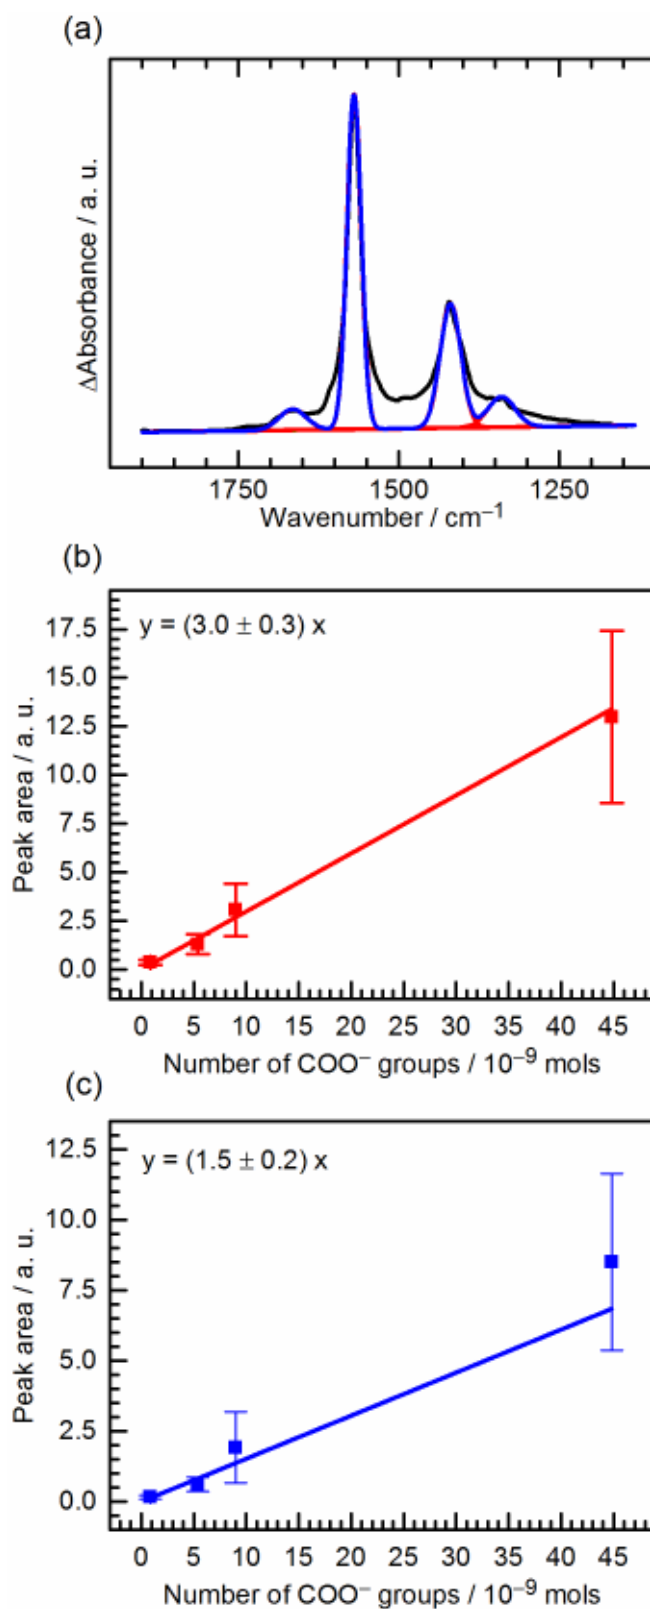 (a)
ΔAbsorbance / a. u.
1750 1500 1250
Wavenumber / cm⁻¹
(b)
y = (3.0 ± 0.3) x
17.5
15.0
12.5
10.0
7.5
5.0
2.5
0.0
Peak area / a. u.
0 5 10 15 20 25 30 35 40 45
Number of COO⁻ groups / 10⁻⁹ mols
(c)
y = (1.5 ± 0.2) x
12.5
10.0
7.5
5.0
2.5
0.0
Peak area / a. u.
0 5 10 15 20 25 30 35 40 45
Number of COO⁻ groups / 10⁻⁹ mols